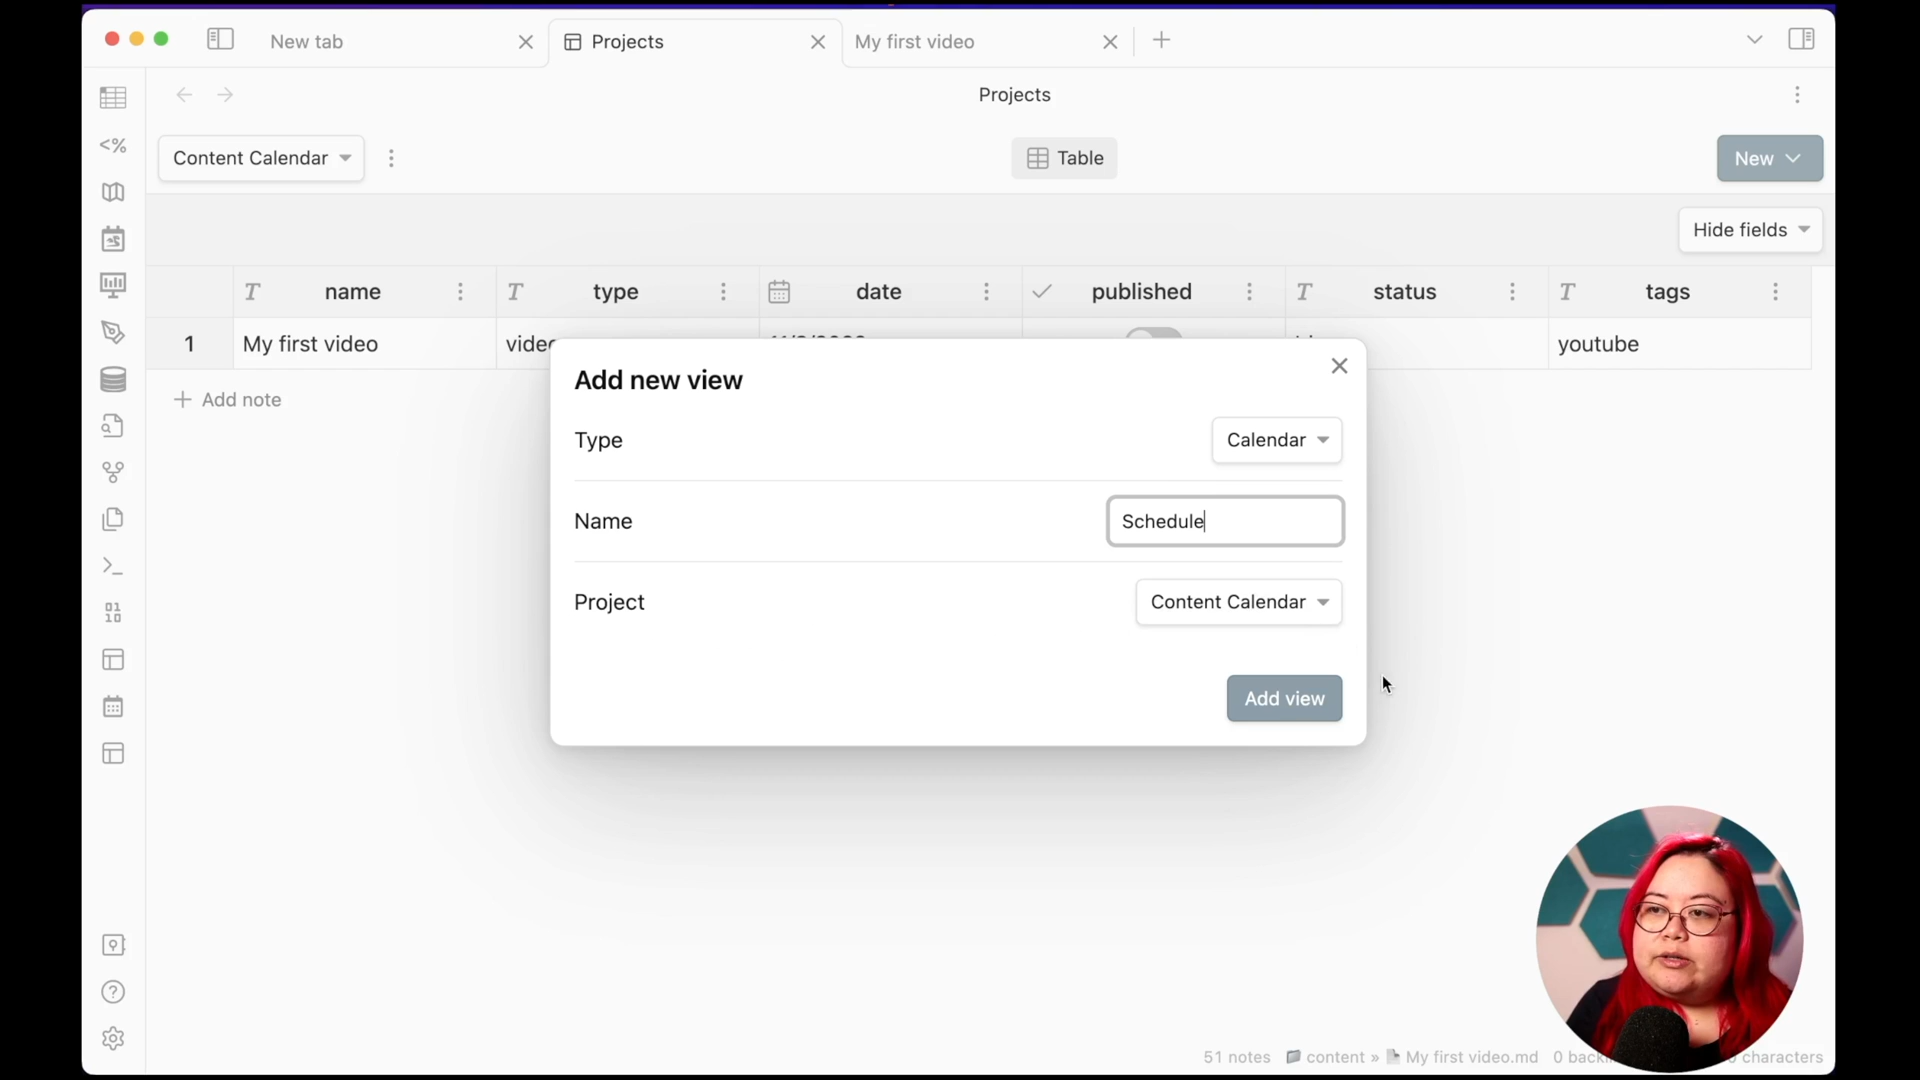 New tab
Projects
My first video
Projects
<%
Content Calendar
Table
New
Hide fields
name type date published status tags
1 My first video youtube
+ Add note
Add new view
Type Calendar
Name Schedule
Project Content Calendar
Add view
51 notes content » My first video.md 0 characters